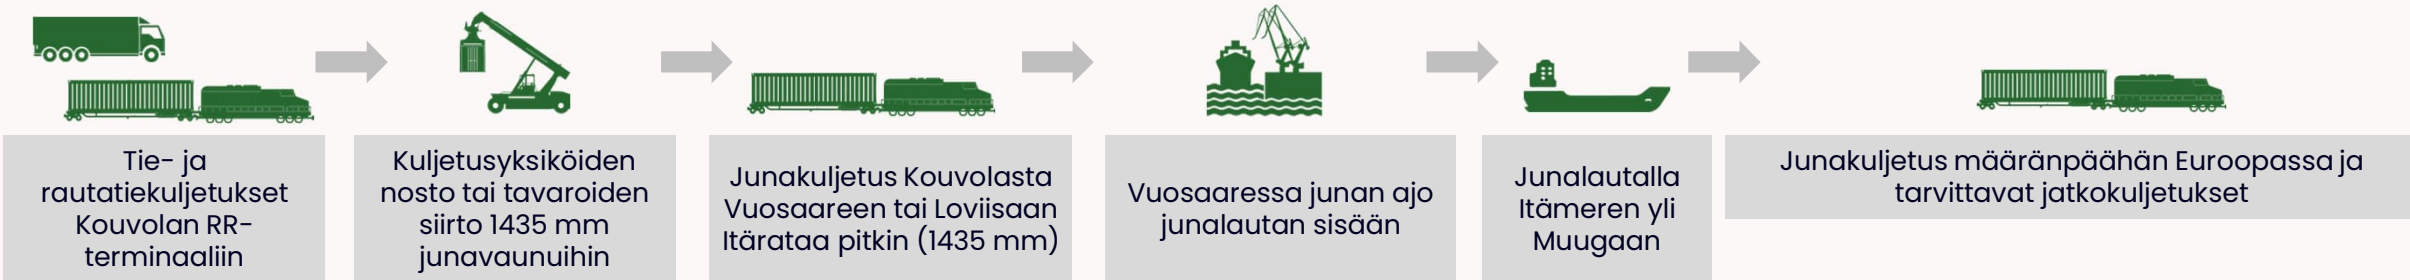 Tie- ja
rautatiekuljetukset
Kouvolan RR-
terminaaliin
Kuljetusyksiköiden
nosto tai tavaroiden
siirto 1435 mm
junavaunuihin
Junakuljetus Kouvolasta
Vuosaareen tai Loviisaan
Itärataa pitkin (1435 mm)
Vuosaaressa junan ajo
junalautan sisään
Junalautalla
Itämeren yli
Muugaan
Junakuljetus määränpäähän Euroopassa ja
tarvittavat jatkokuljetukset